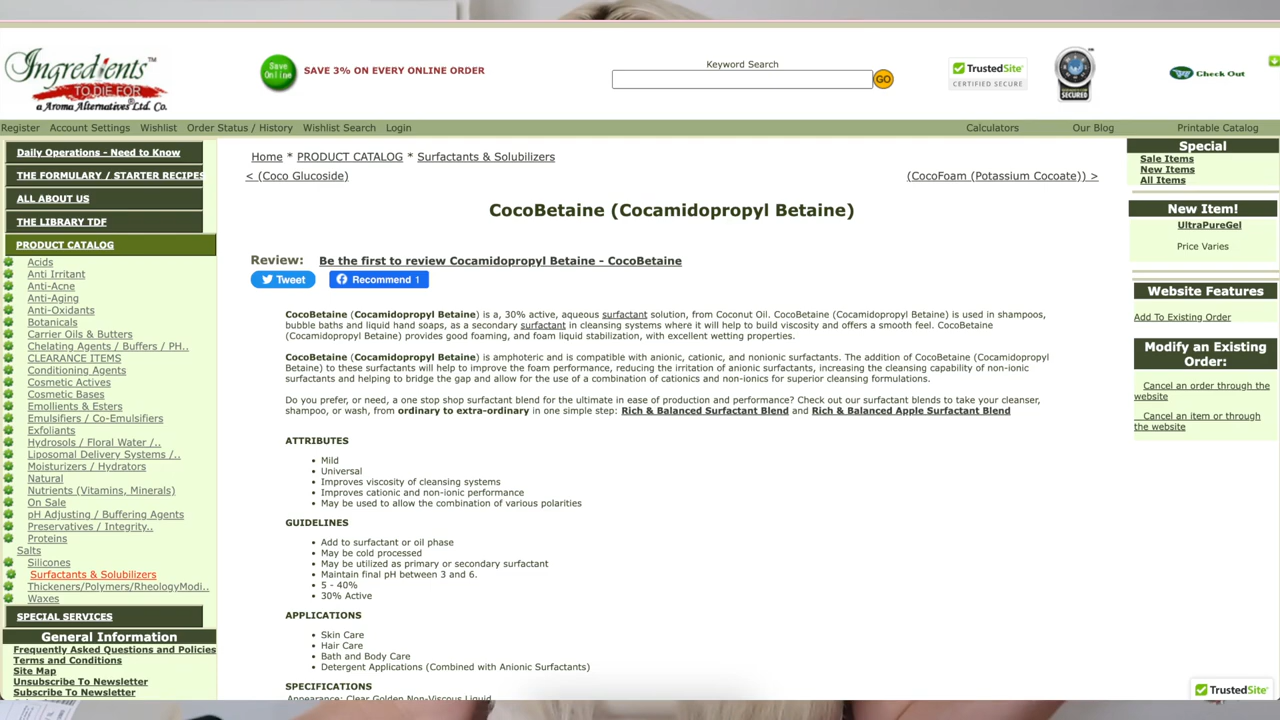 Ingredients™
TO DIE FOR
a Aroma Alternatives® Ltd. Co.
Save
Online
SAVE 3% ON EVERY ONLINE ORDER
Keyword Search
GO
TrustedSite
CERTIFIED SECURE
SECURED
Check Out
Register Account Settings Wishlist Order Status / History Wishlist Search Login
Calculators Our Blog Printable Catalog
Daily Operations - Need to Know
THE FORMULARY / STARTER RECIPES
ALL ABOUT US
THE LIBRARY TDF
PRODUCT CATALOG
Acids
Anti Irritant
Anti-Acne
Anti-Aging
Anti-Oxidants
Botanicals
Carrier Oils & Butters
Chelating Agents / Buffers / PH..
CLEARANCE ITEMS
Conditioning Agents
Cosmetic Actives
Cosmetic Bases
Emollients & Esters
Emulsifiers / Co-Emulsifiers
Exfoliants
Hydrosols / Floral Water /..
Liposomal Delivery Systems /..
Moisturizers / Hydrators
Natural
Nutrients (Vitamins, Minerals)
On Sale
pH Adjusting / Buffering Agents
Preservatives / Integrity..
Proteins
Salts
Silicones
Surfactants & Solubilizers
Thickeners/Polymers/RheologyModi..
Waxes
SPECIAL SERVICES
General Information
Frequently Asked Questions and Policies
Terms and Conditions
Site Map
Unsubscribe To Newsletter
Subscribe To Newsletter
Home * PRODUCT CATALOG * Surfactants & Solubilizers
< (Coco Glucoside)
(CocoFoam (Potassium Cocoate)) >
CocoBetaine (Cocamidopropyl Betaine)
Review: Be the first to review Cocamidopropyl Betaine - CocoBetaine
Tweet
Recommend 1
CocoBetaine (Cocamidopropyl Betaine) is a, 30% active, aqueous surfactant solution, from Coconut Oil. CocoBetaine (Cocamidopropyl Betaine) is used in shampoos,
bubble baths and liquid hand soaps, as a secondary surfactant in cleansing systems where it will help to build viscosity and offers a smooth feel. CocoBetaine
(Cocamidopropyl Betaine) provides good foaming, and foam liquid stabilization, with excellent wetting properties.
CocoBetaine (Cocamidopropyl Betaine) is amphoteric and is compatible with anionic, cationic, and nonionic surfactants. The addition of CocoBetaine (Cocamidopropyl
Betaine) to these surfactants will help to improve the foam performance, reducing the irritation of anionic surfactants, increasing the cleansing capability of non-ionic
surfactants and helping to bridge the gap and allow for the use of a combination of cationics and non-ionics for superior cleansing formulations.
Do you prefer, or need, a one stop shop surfactant blend for the ultimate in ease of production and performance? Check out our surfactant blends to take your cleanser,
shampoo, or wash, from ordinary to extra-ordinary in one simple step: Rich & Balanced Surfactant Blend and Rich & Balanced Apple Surfactant Blend
ATTRIBUTES
• Mild
• Universal
• Improves viscosity of cleansing systems
• Improves cationic and non-ionic performance
• May be used to allow the combination of various polarities
GUIDELINES
• Add to surfactant or oil phase
• May be cold processed
• May be utilized as primary or secondary surfactant
• Maintain final pH between 3 and 6.
• 5 - 40%
• 30% Active
APPLICATIONS
• Skin Care
• Hair Care
• Bath and Body Care
• Detergent Applications (Combined with Anionic Surfactants)
SPECIFICATIONS
Appearance: Clear Golden Non-Viscous Liquid
Special
Sale Items
New Items
All Items
New Item!
UltraPureGel
Price Varies
Website Features
Add To Existing Order
Modify an Existing
Order:
Cancel an order through the
website
Cancel an item or through
the website
TrustedSite